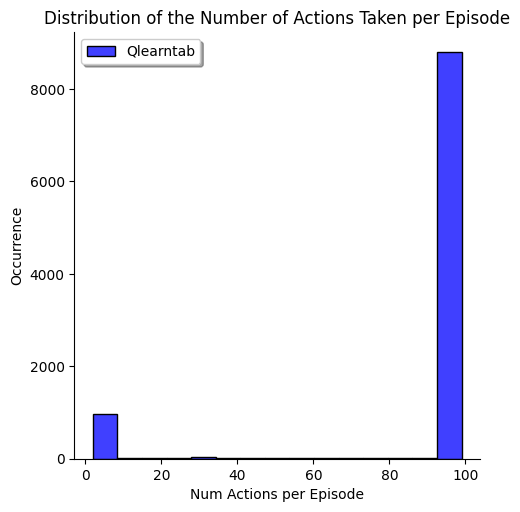 Distribution of the Number of Actions Taken per Episode
Qlearntab
8000
6000
4000
2000
0
Occurrence
0 20 40 60 80 100
Num Actions per Episode